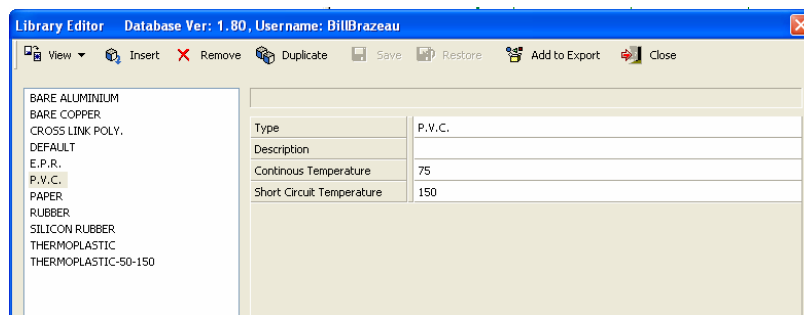 Library Editor Database Ver: 1.80, Username: BillBrazeau
View Insert Remove Duplicate Save Restore Add to Export Close
BARE ALUMINIUM
BARE COPPER
CROSS LINK POLY.
DEFAULT
E.P.R.
P.V.C.
PAPER
RUBBER
SILICON RUBBER
THERMOPLASTIC
THERMOPLASTIC-50-150
Type P.V.C.
Description
Continous Temperature 75
Short Circuit Temperature 150